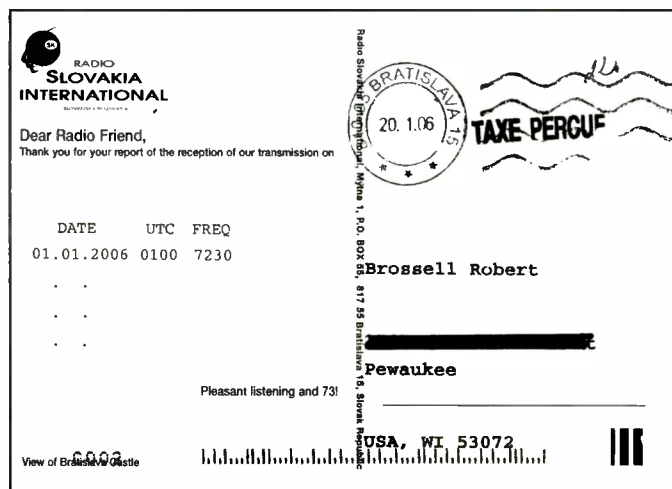 SK
RADIO
SLOVAKIA
INTERNATIONAL
Dear Radio Friend,
Thank you for your report of the reception of our transmission on
DATE UTC FREQ
01.01.2006 0100 7230
. .
. .
. .
Pleasant listening and 73!
View of Bratislava Castle
Radio Slovakia International, Mytna 1, P.O. BOX 55, 817 55 Bratislava 15, Slovak Republic
BRATISLAVA 15
20. 1.06
TAXE PERCUE
Brossell Robert
Pewaukee
USA, WI 53072